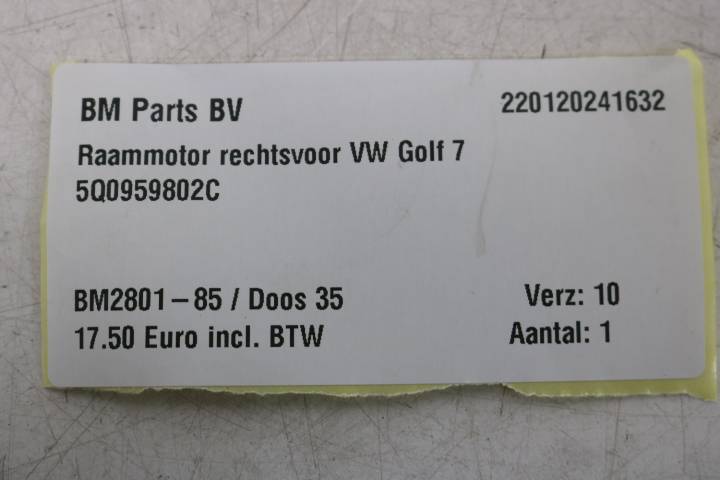 BM Parts BV 220120241632
Raammotor rechtsvoor VW Golf 7
5Q0959802C
BM2801-85 / Doos 35 Verz: 10
17.50 Euro incl. BTW Aantal: 1